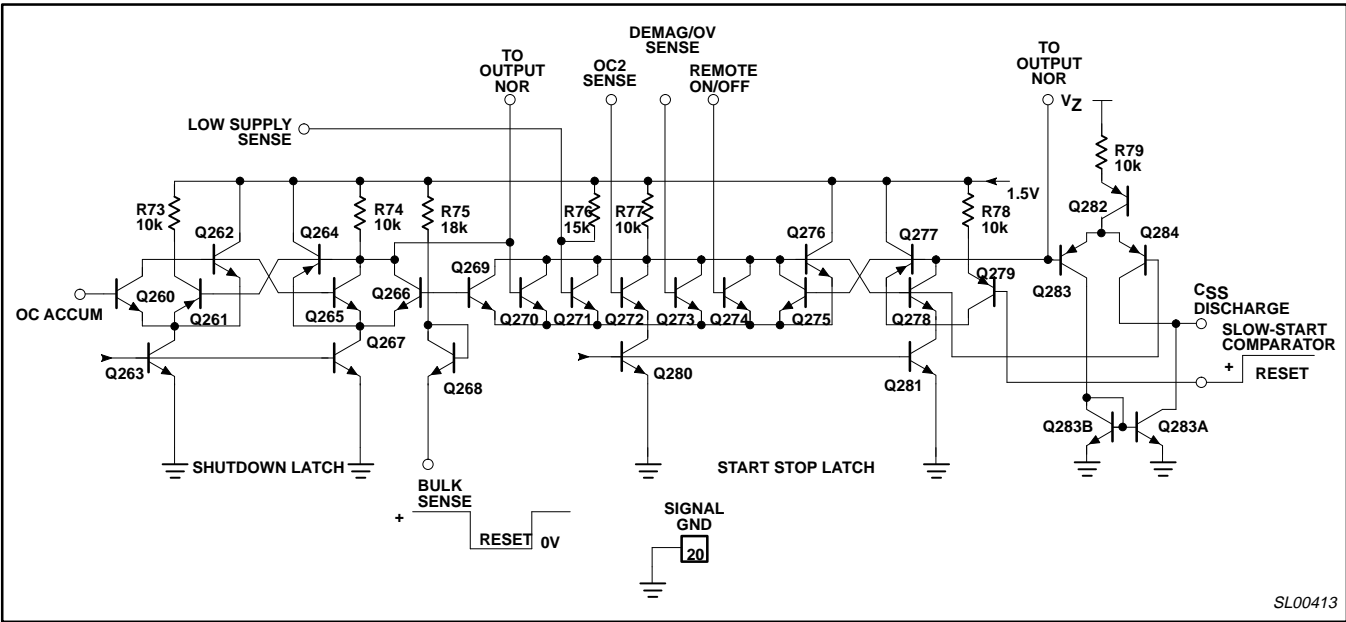 DEMAG/OV
SENSE
TO
OUTPUT
NOR
OC2
SENSE
REMOTE
ON/OFF
TO
OUTPUT
NOR
VZ
LOW SUPPLY
SENSE
R79
10k
1.5V
R73
10k
Q262
Q264
R74
10k
R75
18k
R76
15k
R77
10k
Q276
Q277
R78
10k
Q282
Q284
Q260
Q261
Q265
Q266
Q269
Q270
Q271
Q272
Q273
Q274
Q275
Q278
Q279
Q283
OC ACCUM
CSS
DISCHARGE
SLOW-START
COMPARATOR
+
RESET
Q263
Q267
Q268
Q280
Q281
Q283B
Q283A
SHUTDOWN LATCH
START STOP LATCH
BULK
SENSE
+
RESET
0V
SIGNAL
GND
20
SL00413